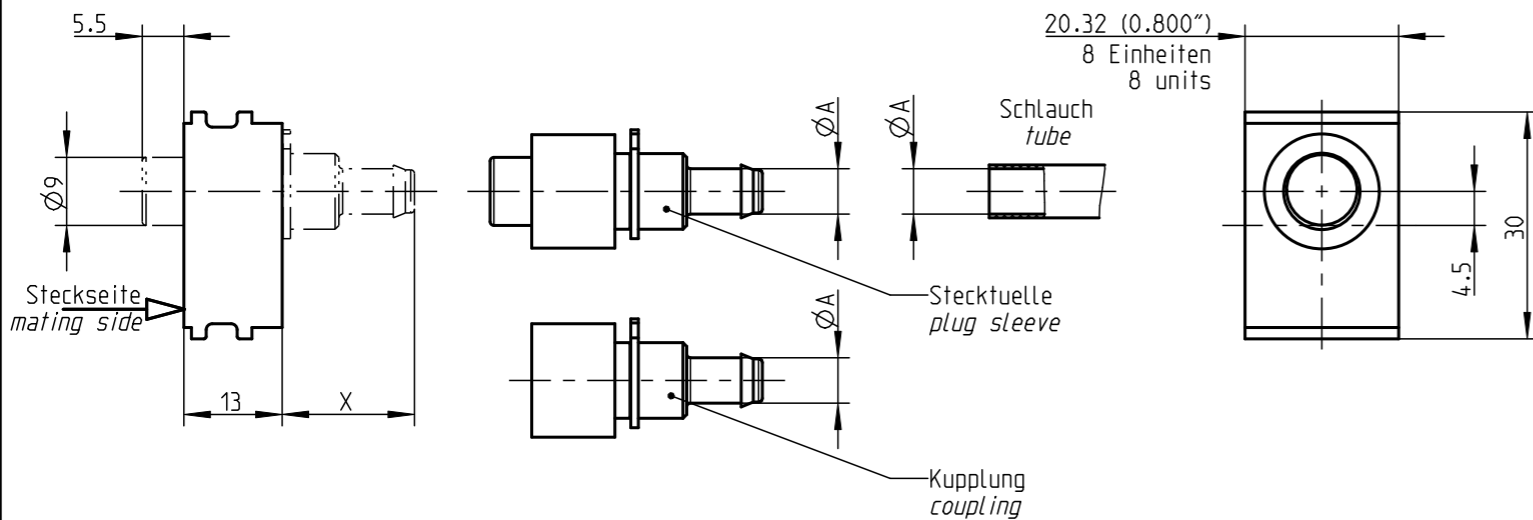 5.5
20.32 (0.800")
8 Einheiten
8 units
ØA
ØA
Schlauch
tube
Ø9
30
4.5
Steckseite
mating side
Stecktuelle
plug sleeve
ØA
13
X
Kupplung
coupling